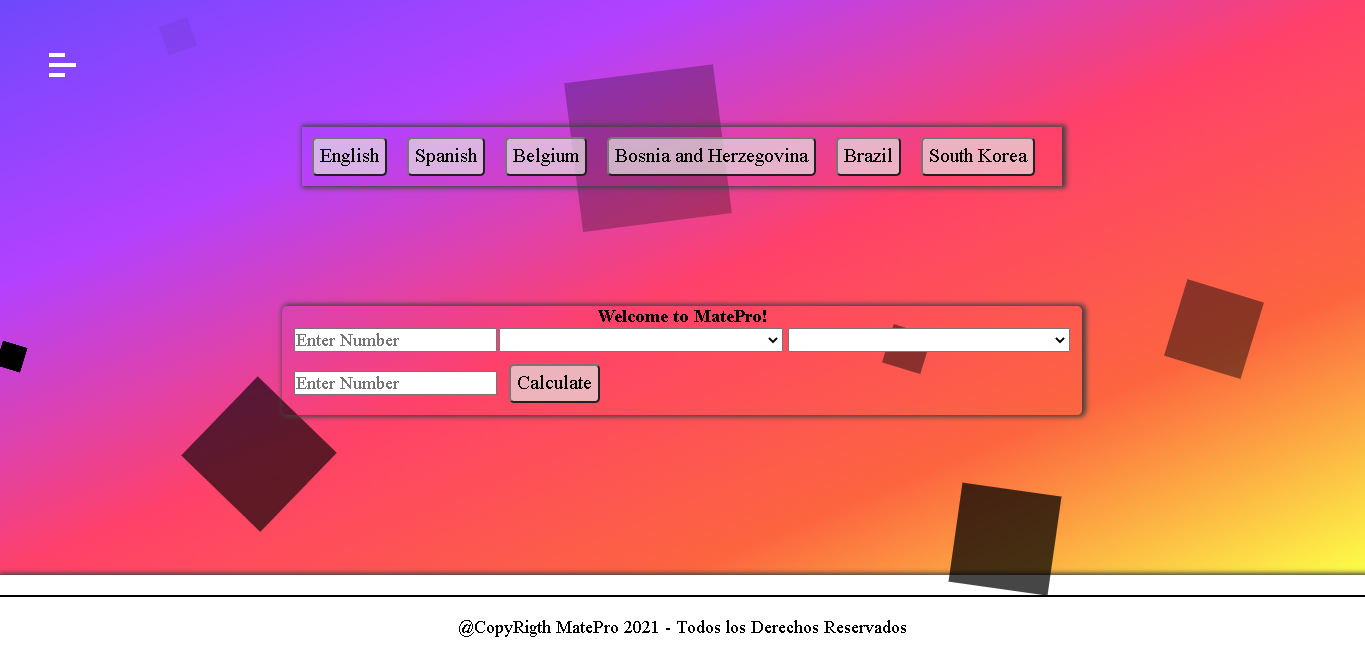 English Spanish Belgium Bosnia and Herzegovina Brazil South Korea
Welcome to MatePro!
Enter Number
Enter Number Calculate
@CopyRigth MatePro 2021 - Todos los Derechos Reservados